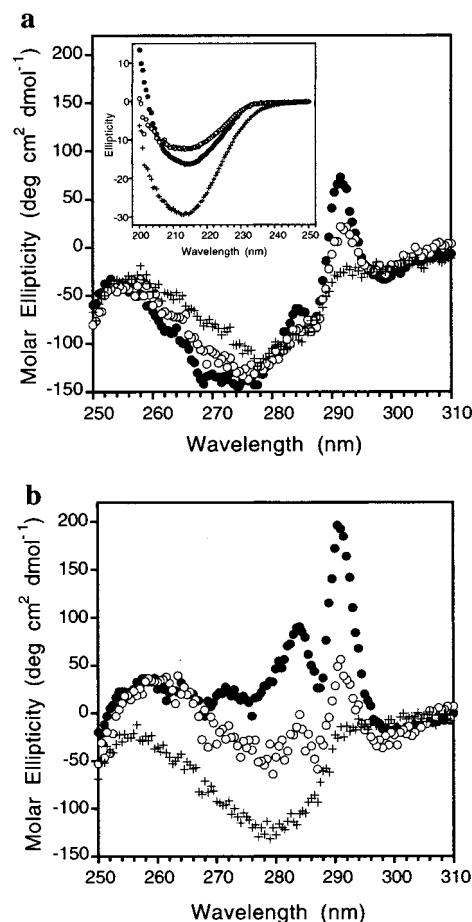 a
Molar Ellipticity (deg cm² dmol⁻¹)
200
150
100
50
0
-50
-100
-150
250 260 270 280 290 300 310
Wavelength (nm)
Ellipticity
10
0
-10
-20
-30
200 210 220 230 240 250
Wavelength (nm)
b
Molar Ellipticity (deg cm² dmol⁻¹)
200
150
100
50
0
-50
-100
-150
250 260 270 280 290 300 310
Wavelength (nm)